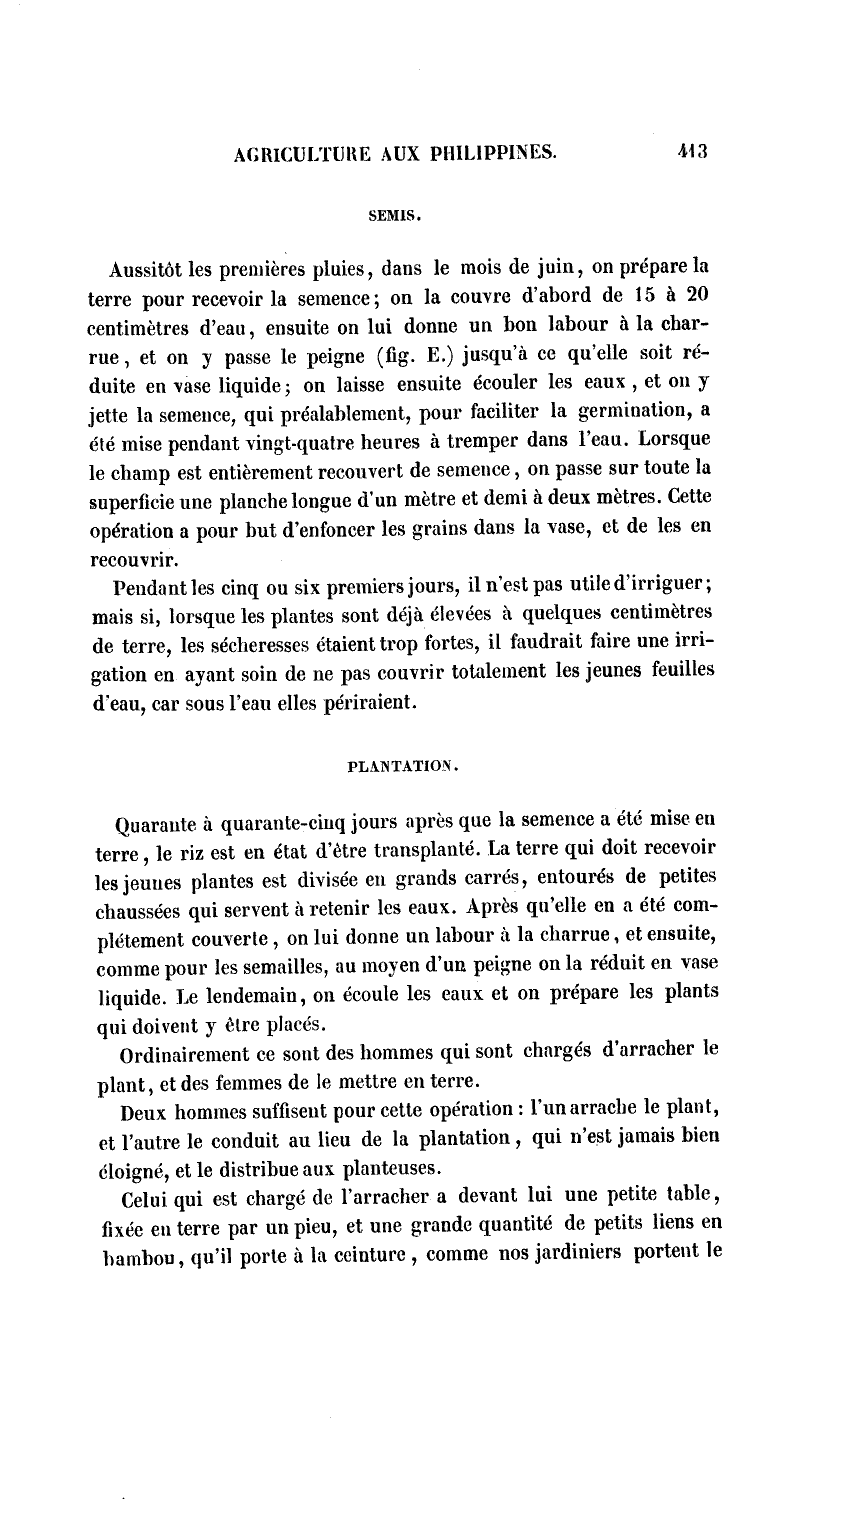 AGRICULTURE AUX PHILIPPINES. 413
SEMIS.
Aussitôt les premières pluies, dans le mois de juin, on prépare la
terre pour recevoir la semence; on la couvre d'abord de 15 à 20
centimètres d'eau, ensuite on lui donne un bon labour à la char-
rue, et on y passe le peigne (fig. E.) jusqu'à ce qu'elle soit ré-
duite en vase liquide; on laisse ensuite écouler les eaux, et on y
jette la semence, qui préalablement, pour faciliter la germination, a
été mise pendant vingt-quatre heures à tremper dans l'eau. Lorsque
le champ est entièrement recouvert de semence, on passe sur toute la
superficie une planche longue d'un mètre et demi à deux mètres. Cette
opération a pour but d'enfoncer les grains dans la vase, et de les en
recouvrir.
Pendant les cinq ou six premiers jours, il n'est pas utile d'irriguer;
mais si, lorsque les plantes sont déjà élevées à quelques centimètres
de terre, les sécheresses étaient trop fortes, il faudrait faire une irri-
gation en ayant soin de ne pas couvrir totalement les jeunes feuilles
d'eau, car sous l'eau elles périraient.
PLANTATION.
Quarante à quarante-cinq jours après que la semence a été mise en
terre, le riz est en état d'être transplanté. La terre qui doit recevoir
les jeunes plantes est divisée en grands carrés, entourés de petites
chaussées qui servent à retenir les eaux. Après qu'elle en a été com-
plétement couverte, on lui donne un labour à la charrue, et ensuite,
comme pour les semailles, au moyen d'un peigne on la réduit en vase
liquide. Le lendemain, on écoule les eaux et on prépare les plants
qui doivent y être placés.
Ordinairement ce sont des hommes qui sont chargés d'arracher le
plant, et des femmes de le mettre en terre.
Deux hommes suffisent pour cette opération : l'un arrache le plant,
et l'autre le conduit au lieu de la plantation, qui n'est jamais bien
éloigné, et le distribue aux planteuses.
Celui qui est chargé de l'arracher a devant lui une petite table,
fixée en terre par un pieu, et une grande quantité de petits liens en
bambou, qu'il porte à la ceinture, comme nos jardiniers portent le